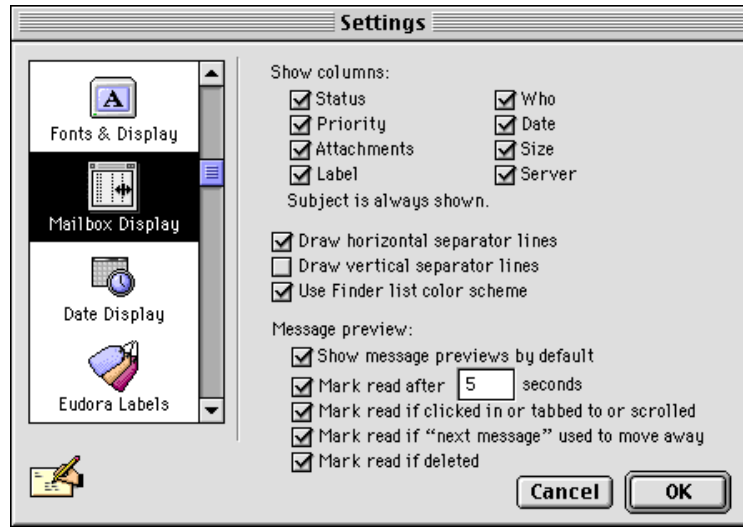 Settings
Fonts & Display
Mailbox Display
Date Display
Eudora Labels
Show columns:
Status
Who
Priority
Date
Attachments
Size
Label
Server
Subject is always shown.
Draw horizontal separator lines
Draw vertical separator lines
Use Finder list color scheme
Message preview:
Show message previews by default
Mark read after 5 seconds
Mark read if clicked in or tabbed to or scrolled
Mark read if “next message” used to move away
Mark read if deleted
Cancel
OK